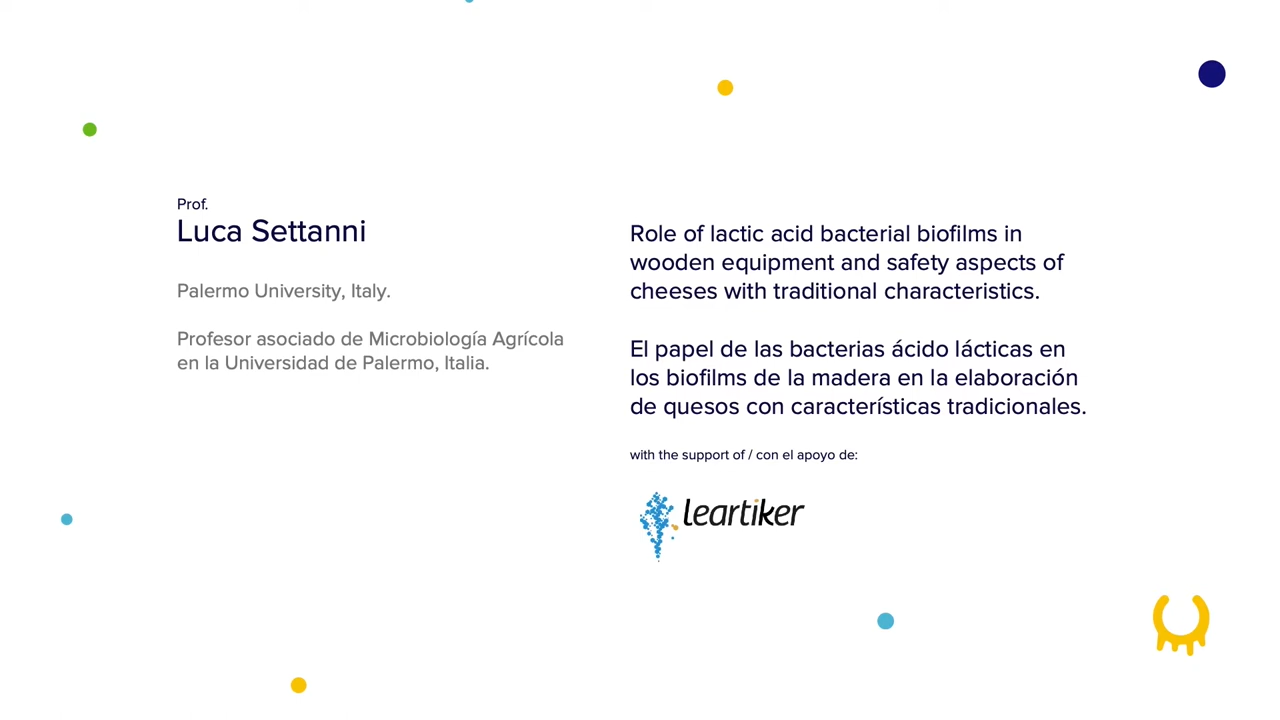 Prof.
Luca Settanni
Palermo University, Italy.
Profesor asociado de Microbiología Agrícola
en la Universidad de Palermo, Italia.
Role of lactic acid bacterial biofilms in
wooden equipment and safety aspects of
cheeses with traditional characteristics.
El papel de las bacterias ácido lácticas en
los biofilms de la madera en la elaboración
de quesos con características tradicionales.
with the support of / con el apoyo de:
leartiker